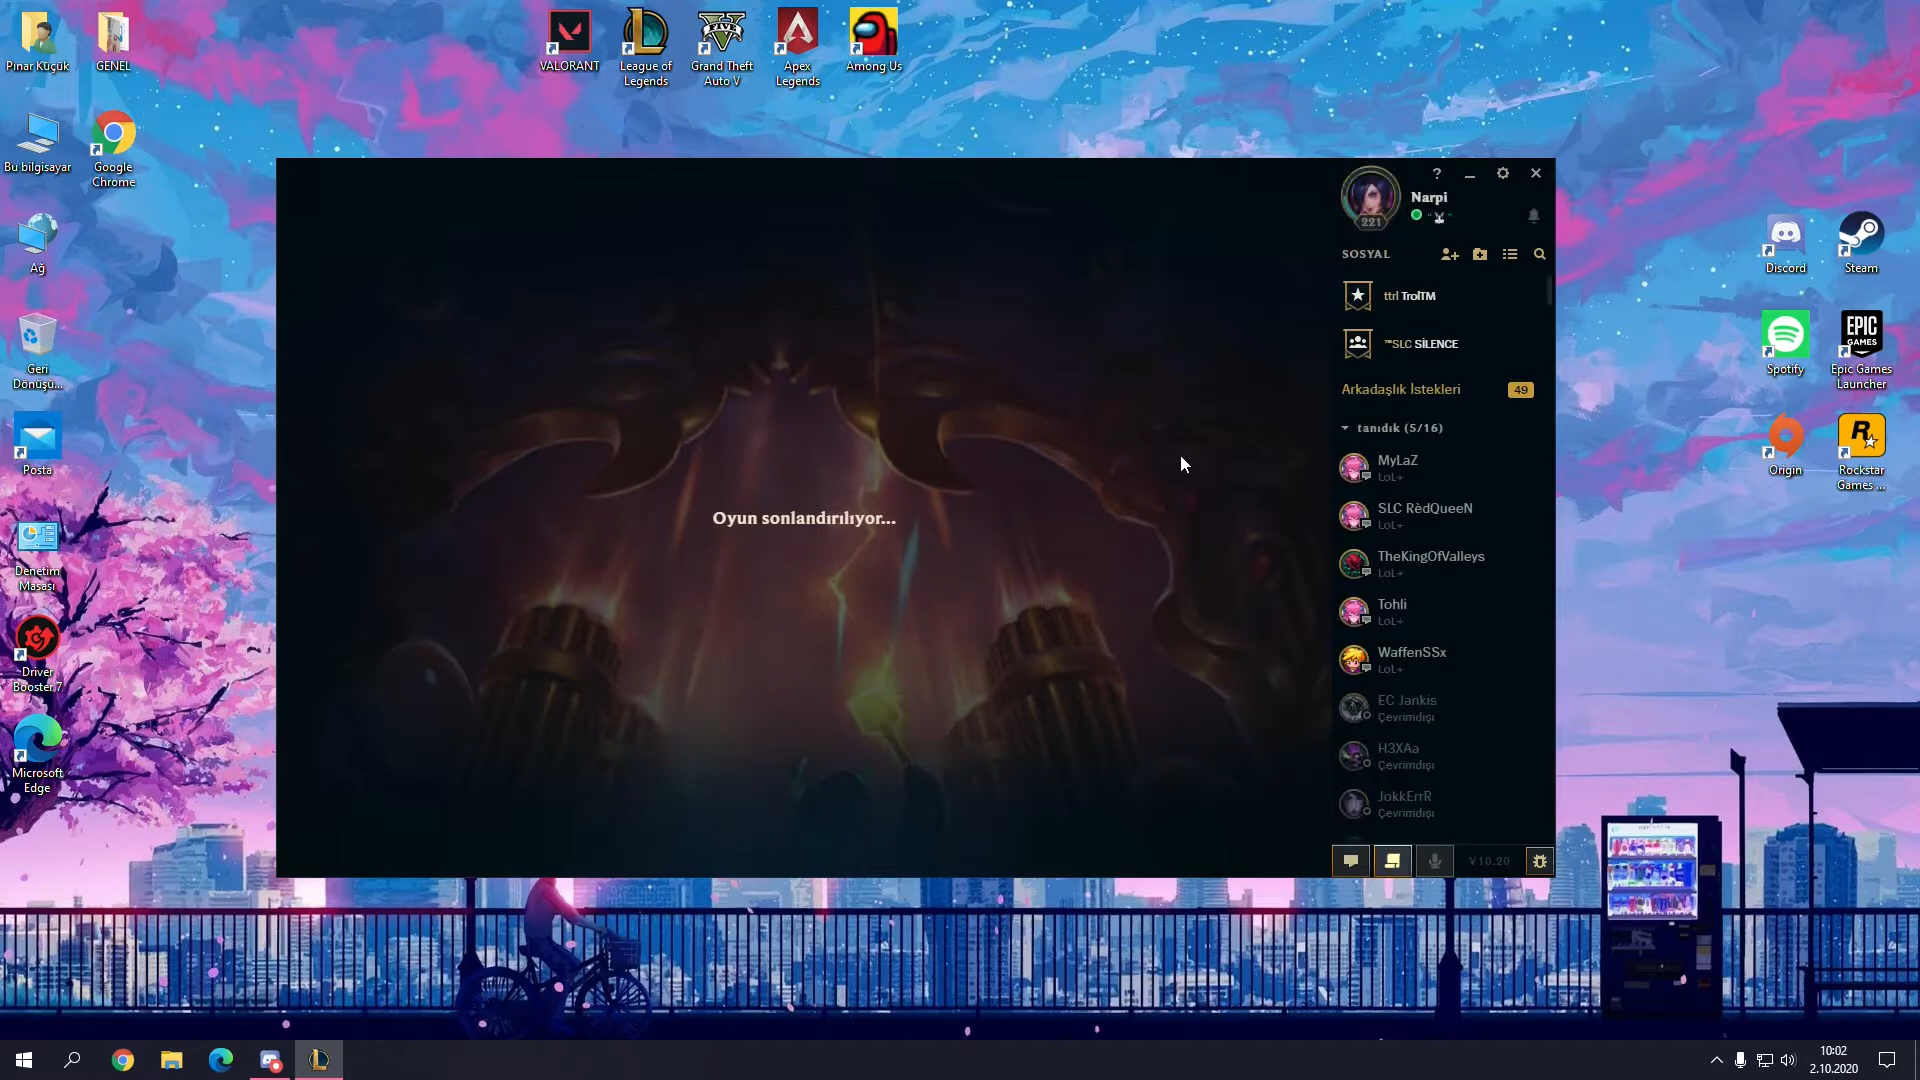 Pınar Küçük
GENEL
VALORANT
League of
Legends
Grand Theft
Auto V
Apex
Legends
Among Us
Bu bilgisayar
Google
Chrome
Ağ
Geri
Dönüşü...
Posta
Denetim
Masası
Driver
Booster 7
Microsoft
Edge
Discord
Steam
Spotify
EPIC
GAMES
Epic Games
Launcher
Origin
Rockstar
Games ...
?
Narpi
221
SOSYAL
ttrl TrolTM
™SLC SİLENCE
Arkadaşlık İstekleri
49
tanıdık (5/16)
MyLaZ
LoL+
SLC RèdQueeN
LoL+
TheKingOfValleys
LoL+
Tohli
LoL+
WaffenSSx
LoL+
EC Jankis
Çevrimdışı
H3XAa
Çevrimdışı
JokkErrR
Çevrimdışı
Oyun sonlandırılıyor...
V10.20
10:02
2.10.2020